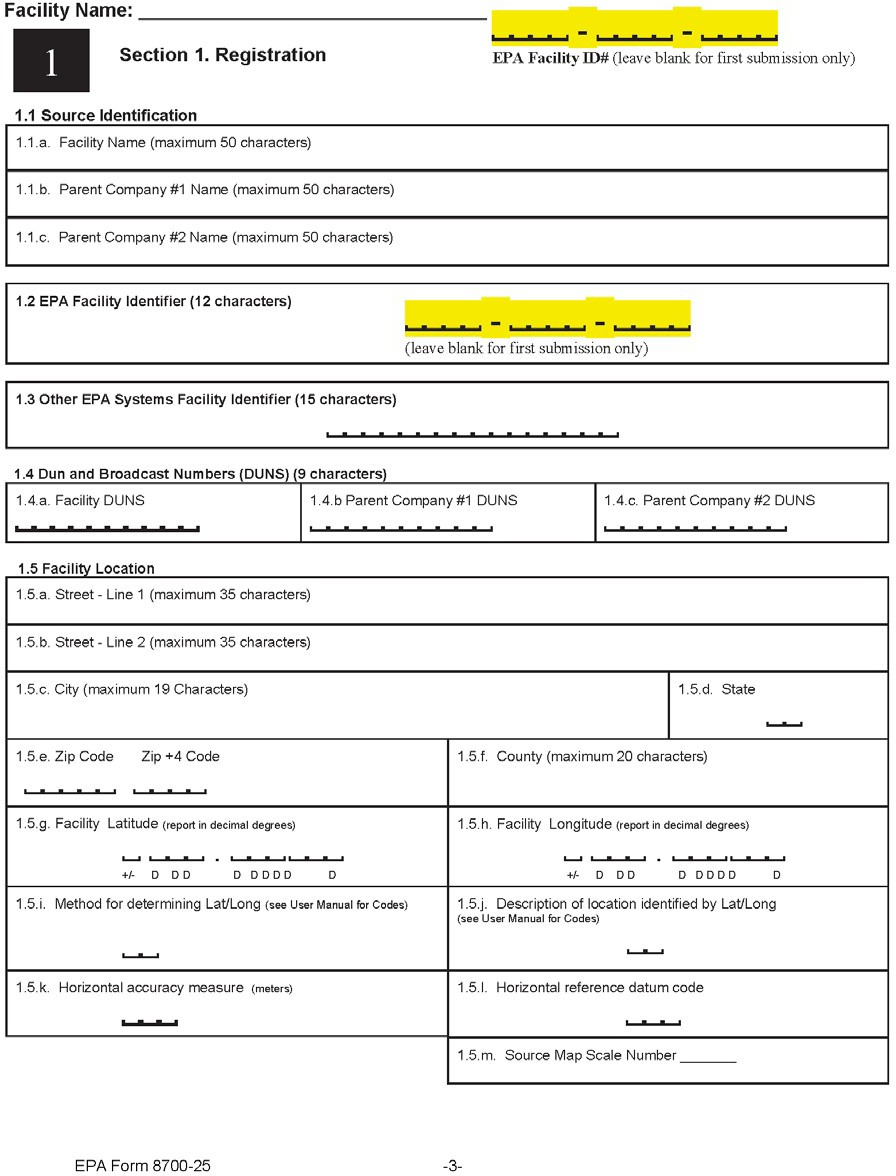 Facility Name: ___________________________________
- -
1
Section 1. Registration
EPA Facility ID# (leave blank for first submission only)
1.1 Source Identification
1.1.a. Facility Name (maximum 50 characters)
1.1.b. Parent Company #1 Name (maximum 50 characters)
1.1.c. Parent Company #2 Name (maximum 50 characters)
1.2 EPA Facility Identifier (12 characters)
- -
(leave blank for first submission only)
1.3 Other EPA Systems Facility Identifier (15 characters)
1.4 Dun and Broadcast Numbers (DUNS) (9 characters)
1.4.a. Facility DUNS
1.4.b Parent Company #1 DUNS
1.4.c. Parent Company #2 DUNS
1.5 Facility Location
1.5.a. Street - Line 1 (maximum 35 characters)
1.5.b. Street - Line 2 (maximum 35 characters)
1.5.c. City (maximum 19 Characters)
1.5.d. State
1.5.e. Zip Code Zip +4 Code
1.5.f. County (maximum 20 characters)
1.5.g. Facility Latitude (report in decimal degrees)
.
+/- D D D D D D D D D
1.5.h. Facility Longitude (report in decimal degrees)
.
+/- D D D D D D D D D
1.5.i. Method for determining Lat/Long (see User Manual for Codes)
1.5.j. Description of location identified by Lat/Long
(see User Manual for Codes)
1.5.k. Horizontal accuracy measure (meters)
1.5.l. Horizontal reference datum code
1.5.m. Source Map Scale Number _______
EPA Form 8700-25
-3-